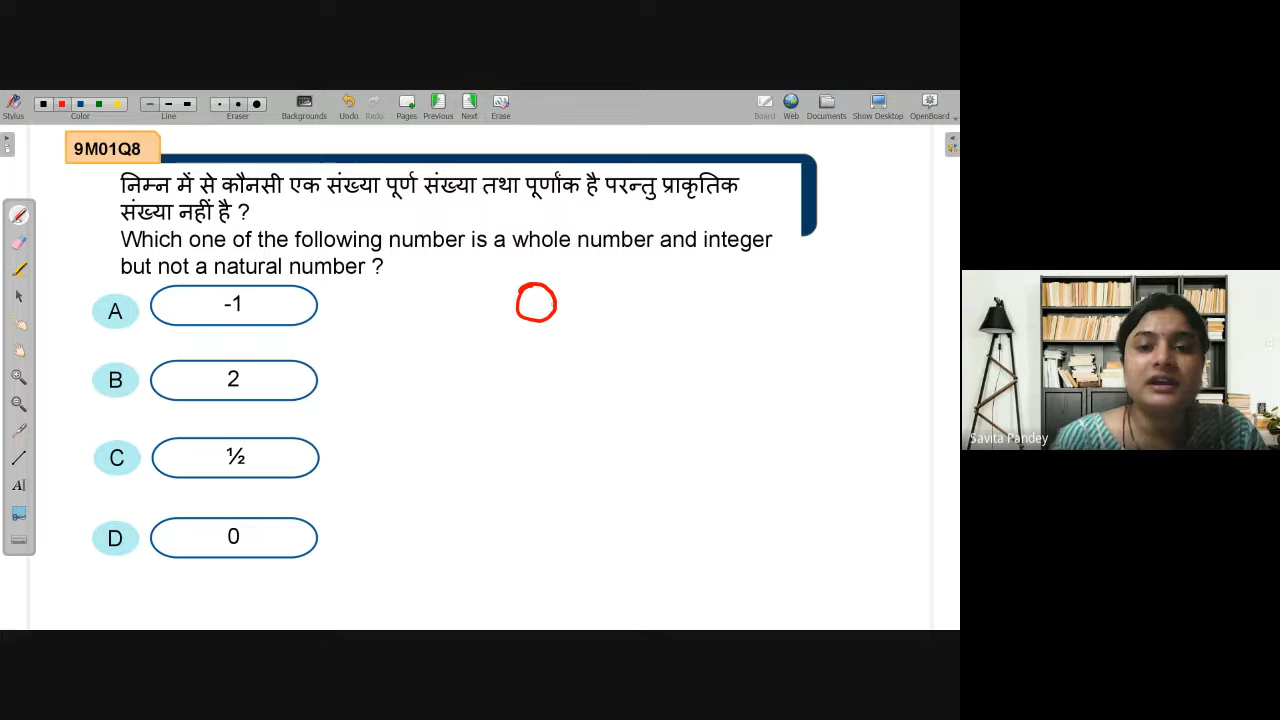 Stylus
Color
Line
Eraser
Backgrounds
Undo
Redo
Pages
Previous
Next
Erase
Board
Web
Documents
Show Desktop
OpenBoard
9M01Q8
निम्न में से कौनसी एक संख्या पूर्ण संख्या तथा पूर्णांक है परन्तु प्राकृतिक
संख्या नहीं है ?
Which one of the following number is a whole number and integer
but not a natural number ?
A -1
B 2
C ½
D 0
Savita Pandey